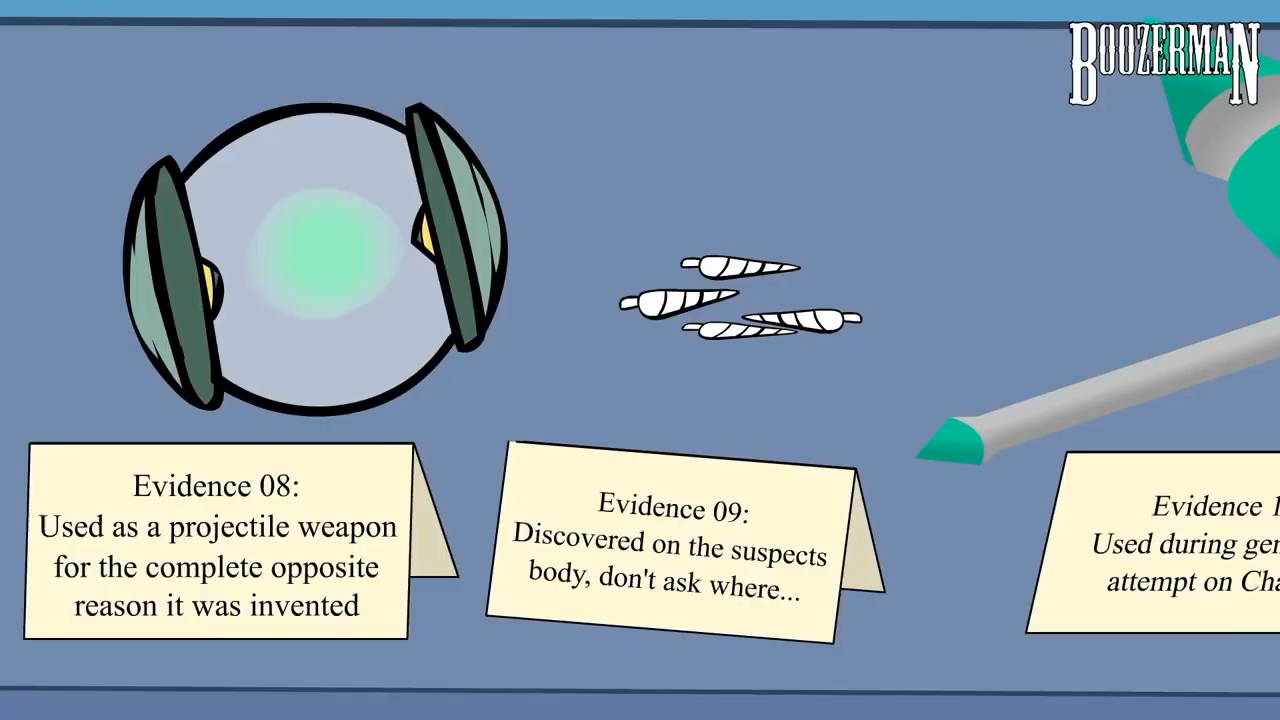 BOOZERMAN
Evidence 08:
Used as a projectile weapon
for the complete opposite
reason it was invented
Evidence 09:
Discovered on the suspects
body, don't ask where...
Evidence
Used during
attempt on